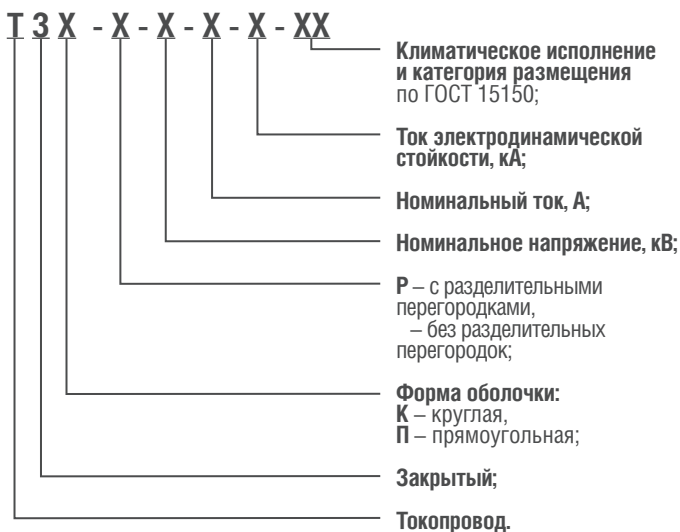 Т З Х - Х - Х - Х - Х - ХХ
Климатическое исполнение
и категория размещения
по ГОСТ 15150;
Ток электродинамической
стойкости, кА;
Номинальный ток, А;
Номинальное напряжение, кВ;
Р – с разделительными
перегородками,
– без разделительных
перегородок;
Форма оболочки:
К – круглая,
П – прямоугольная;
Закрытый;
Токопровод.